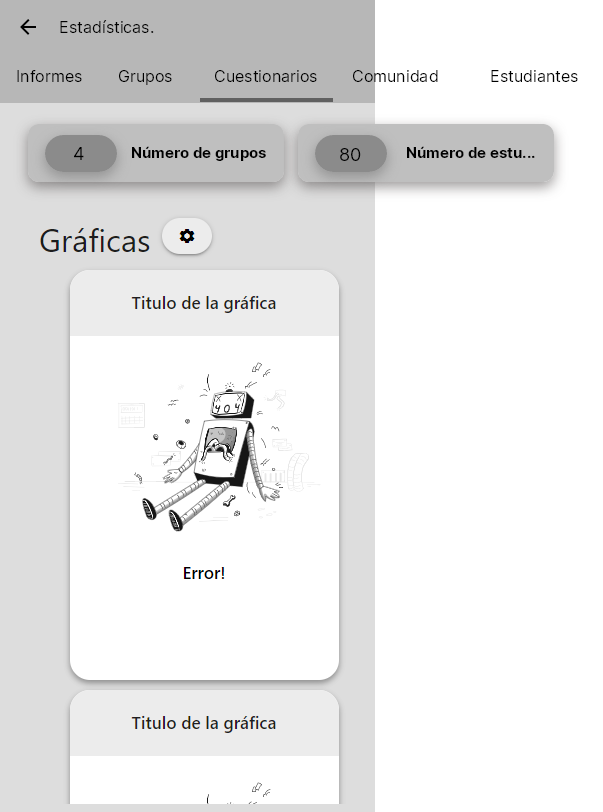 Estadísticas.
Informes Grupos Cuestionarios Comunidad Estudiantes
4 Número de grupos 80 Número de estu...
Gráficas
Titulo de la gráfica
404
Error!
Titulo de la gráfica